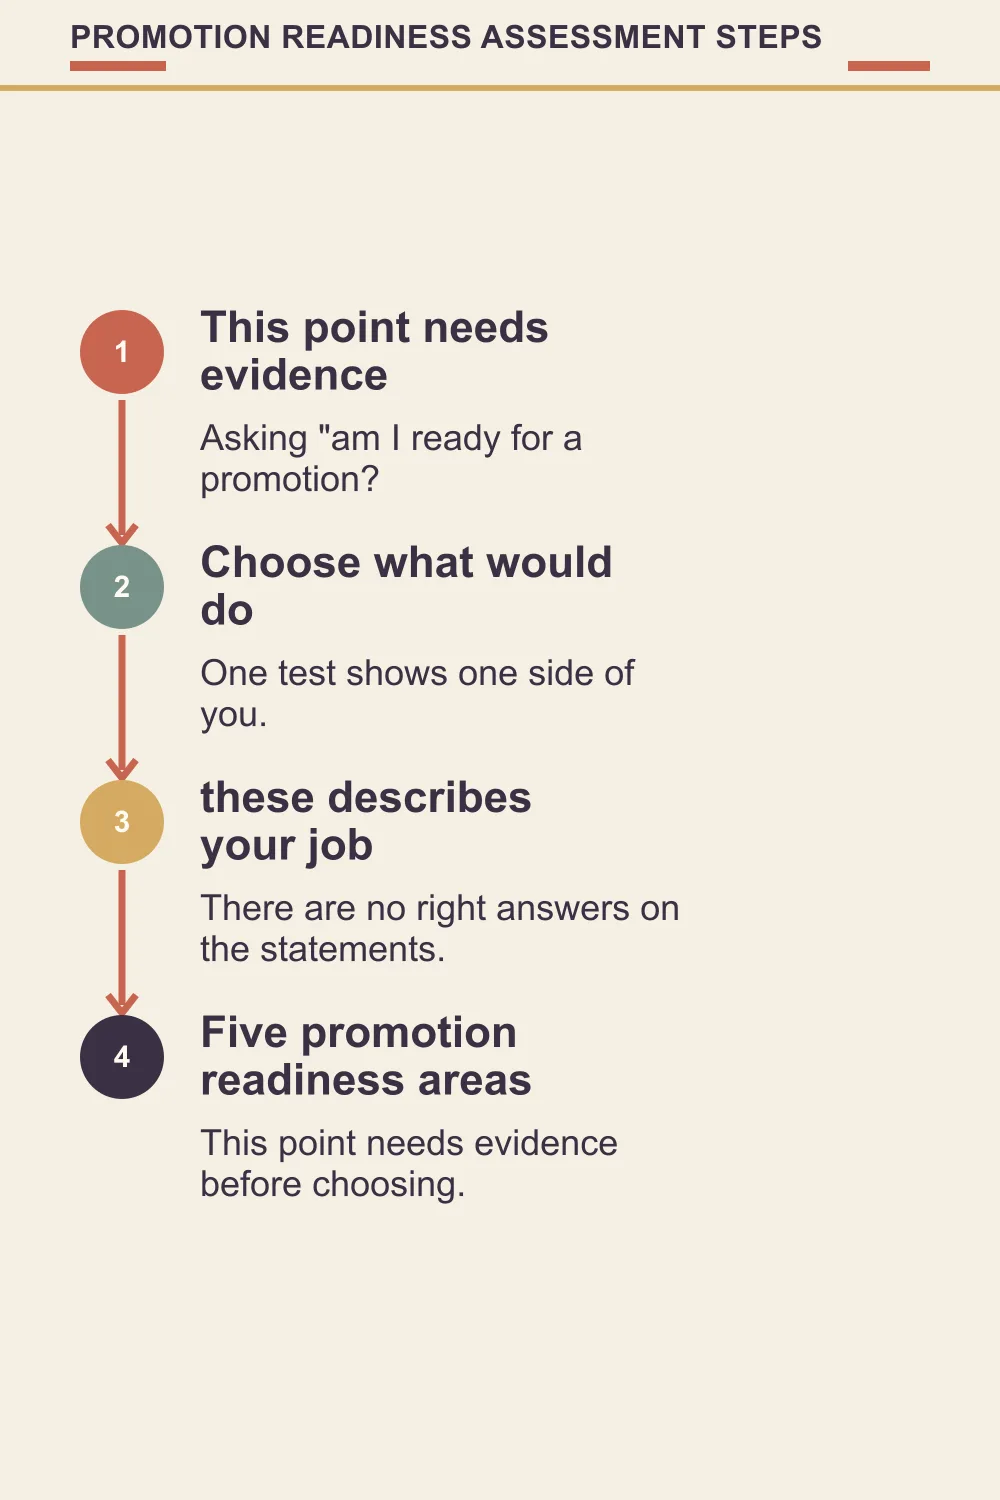 PROMOTION READINESS ASSESSMENT STEPS
1
This point needs
evidence
Asking "am I ready for a
promotion?
2
Choose what would
do
One test shows one side of
you.
3
these describes
your job
There are no right answers on
the statements.
4
Five promotion
readiness areas
This point needs evidence
before choosing.